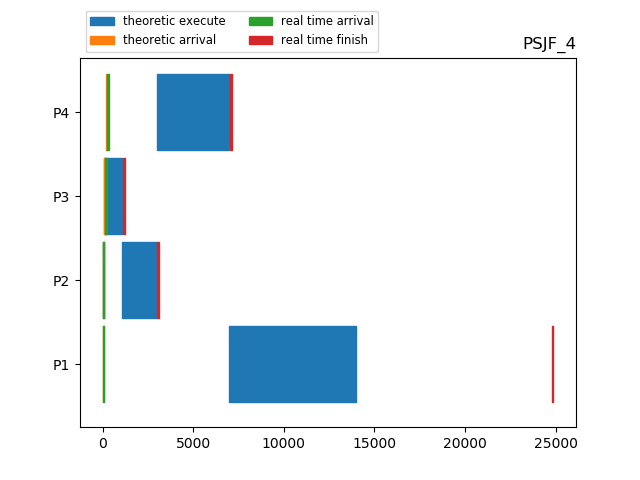 theoretic execute
theoretic arrival
real time arrival
real time finish
PSJF_4
P4
P3
P2
P1
0 5000 10000 15000 20000 25000